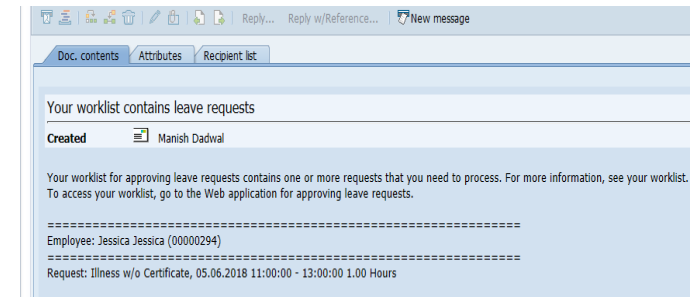 Reply... Reply w/Reference... New message
Doc. contents Attributes Recipient list
Your worklist contains leave requests
Created Manish Dadwal
Your worklist for approving leave requests contains one or more requests that you need to process. For more information, see your worklist.
To access your worklist, go to the Web application for approving leave requests.
===============================================================
Employee: Jessica Jessica (00000294)
===============================================================
Request: Illness w/o Certificate, 05.06.2018 11:00:00 - 13:00:00 1.00 Hours